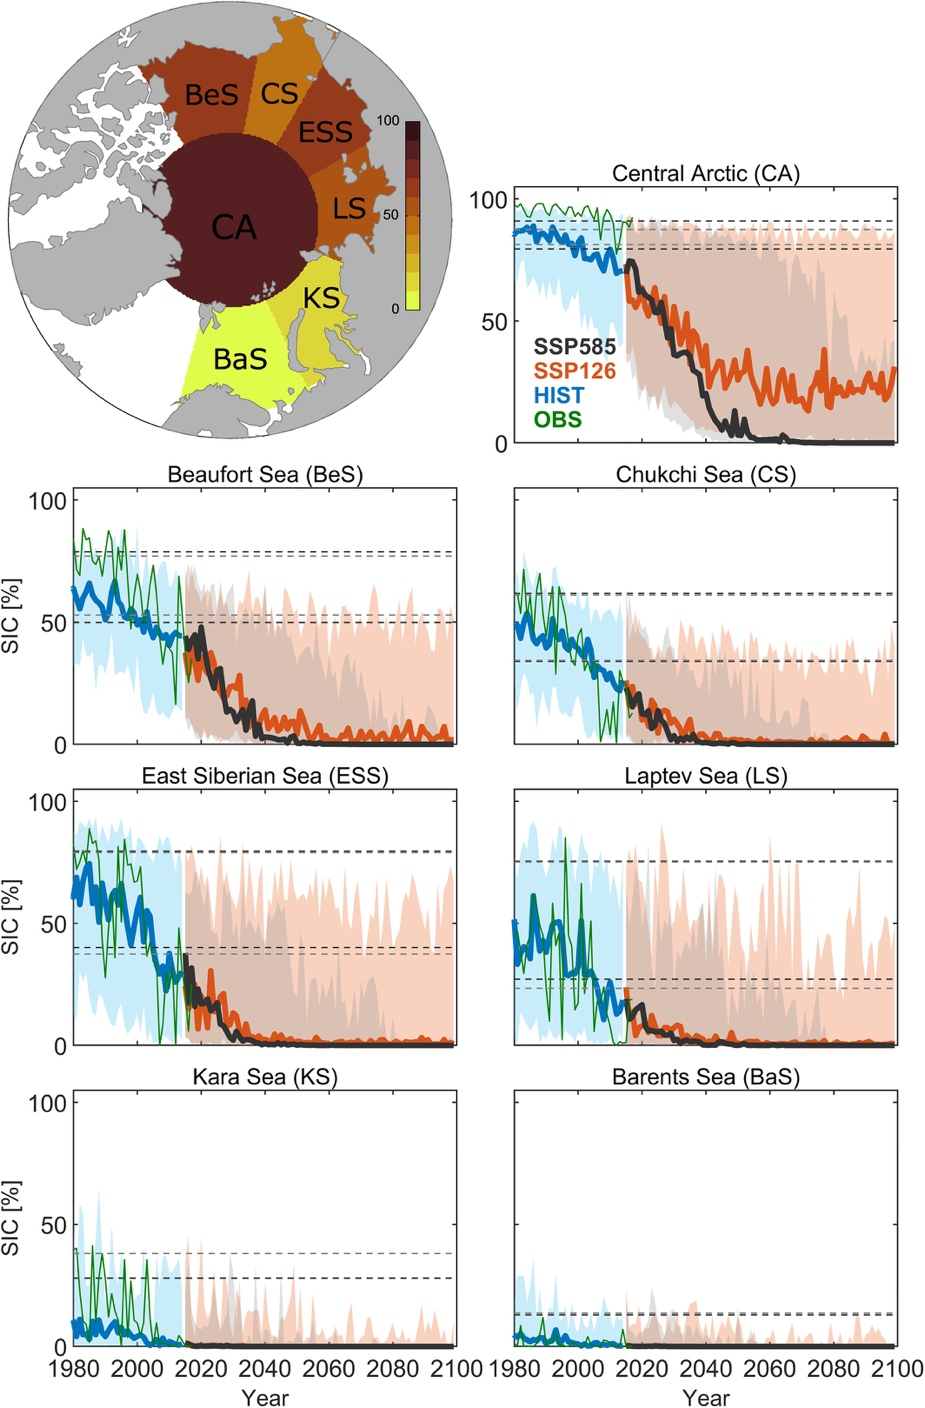 BeS
CS
ESS
LS
CA
KS
BaS
100
50
0
Central Arctic (CA)
100
50
0
SSP585
SSP126
HIST
OBS
Beaufort Sea (BeS)
SIC [%]
100
50
0
Chukchi Sea (CS)
East Siberian Sea (ESS)
SIC [%]
100
50
0
Laptev Sea (LS)
Kara Sea (KS)
SIC [%]
100
50
0
1980 2000 2020 2040 2060 2080 2100
Year
Barents Sea (BaS)
1980 2000 2020 2040 2060 2080 2100
Year